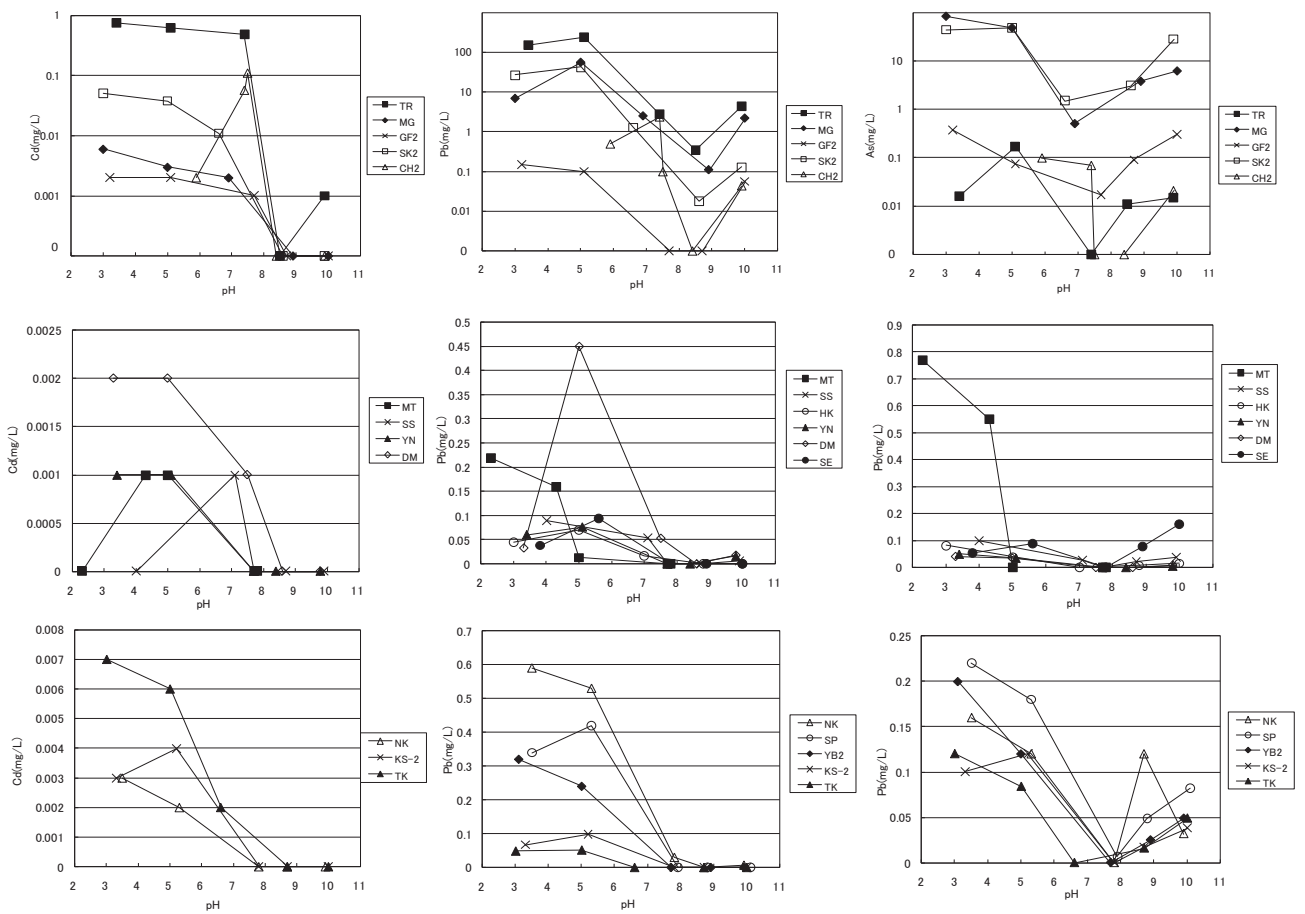 Cd(mg/L)
1
0.1
0.01
0.001
0
2 3 4 5 6 7 8 9 10 11
pH
TR
MG
GF2
SK2
CH2
Pb(mg/L)
100
10
1
0.1
0.01
0
2 3 4 5 6 7 8 9 10 11
pH
TR
MG
GF2
SK2
CH2
As(mg/L)
10
1
0.1
0.01
0
2 3 4 5 6 7 8 9 10 11
pH
TR
MG
GF2
SK2
CH2
Cd(mg/L)
0.0025
0.002
0.0015
0.001
0.0005
0
2 3 4 5 6 7 8 9 10 11
pH
MT
SS
YN
DM
Pb(mg/L)
0.5
0.45
0.4
0.35
0.3
0.25
0.2
0.15
0.1
0.05
0
2 3 4 5 6 7 8 9 10 11
pH
MT
SS
HK
YN
DM
SE
Pb(mg/L)
0.9
0.8
0.7
0.6
0.5
0.4
0.3
0.2
0.1
0
2 3 4 5 6 7 8 9 10 11
pH
MT
SS
HK
YN
DM
SE
Cd(mg/L)
0.008
0.007
0.006
0.005
0.004
0.003
0.002
0.001
0
2 3 4 5 6 7 8 9 10 11
pH
NK
KS-2
TK
Pb(mg/L)
0.7
0.6
0.5
0.4
0.3
0.2
0.1
0
2 3 4 5 6 7 8 9 10 11
pH
NK
SP
YB2
KS-2
TK
Pb(mg/L)
0.25
0.2
0.15
0.1
0.05
0
2 3 4 5 6 7 8 9 10 11
pH
NK
SP
YB2
KS-2
TK